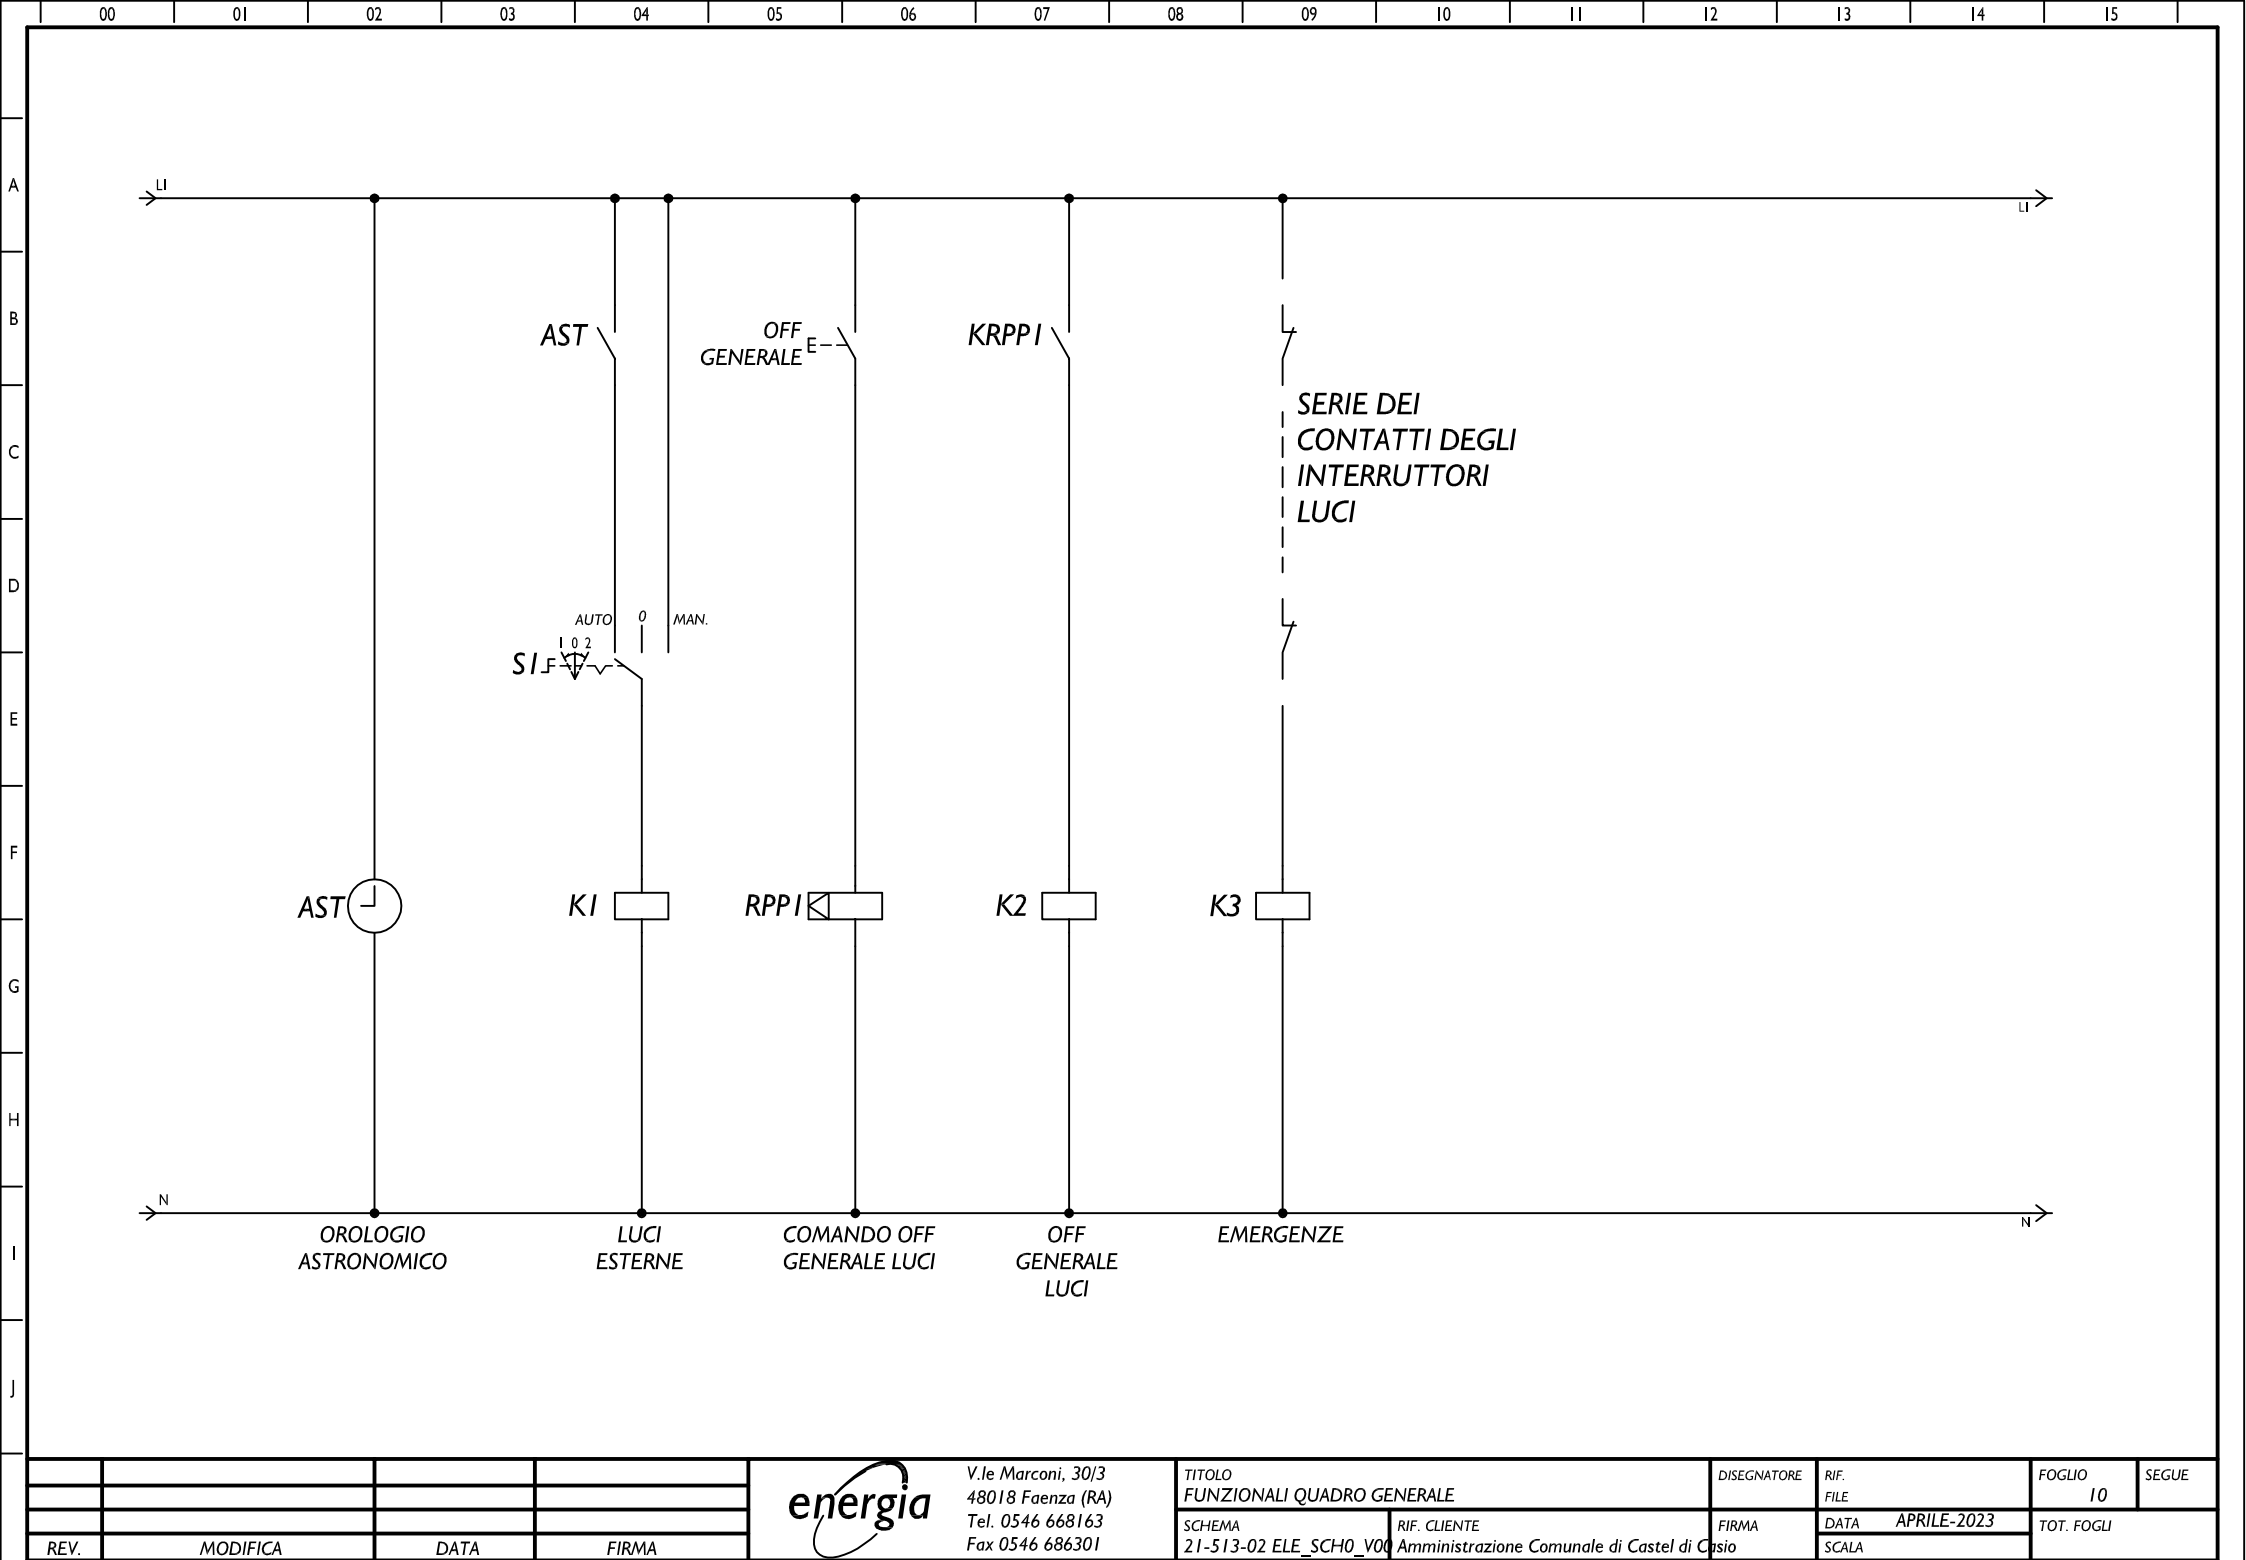 00 01 02 03 04 05 06 07 08 09 10 11 12 13 14 15
A
B
C
D
E
F
G
H
I
J
L1
L1
AST
OFF
GENERALE
KRPP1
SERIE DEI
CONTATTI DEGLI
INTERRUTTORI
LUCI
AUTO 0 MAN.
1 0 2
S1
AST
K1
RPP1
K2
K3
N
N
OROLOGIO
ASTRONOMICO
LUCI
ESTERNE
COMANDO OFF
GENERALE LUCI
OFF
GENERALE
LUCI
EMERGENZE
REV. MODIFICA DATA FIRMA
energia
V.le Marconi, 30/3
48018 Faenza (RA)
Tel. 0546 668163
Fax 0546 686301
TITOLO
FUNZIONALI QUADRO GENERALE
SCHEMA
21-513-02 ELE_SCH0_V00
RIF. CLIENTE
Amministrazione Comunale di Castel di Casio
DISEGNATORE
FIRMA
RIF.
FILE
DATA APRILE-2023
SCALA
FOGLIO
10
SEGUE
TOT. FOGLI